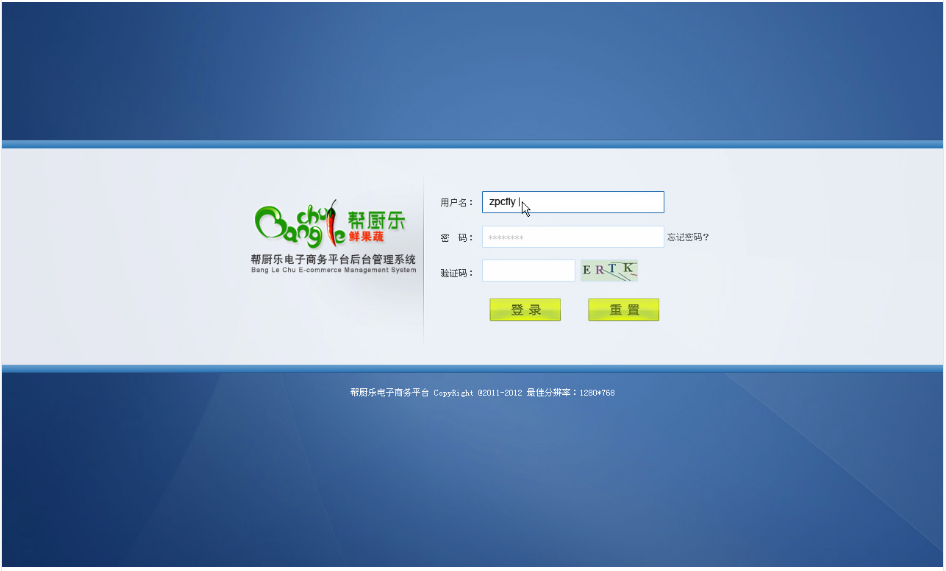 Bang chu le 帮厨乐
鲜果蔬
帮厨乐电子商务平台后台管理系统
Bang Le Chu E-commerce Management System
用户名： zpcfly
密 码： ******** 忘记密码?
验证码： ERTK
登 录 重 置
帮厨乐电子商务平台 CopyRight @2011-2012 最佳分辨率：1280*768